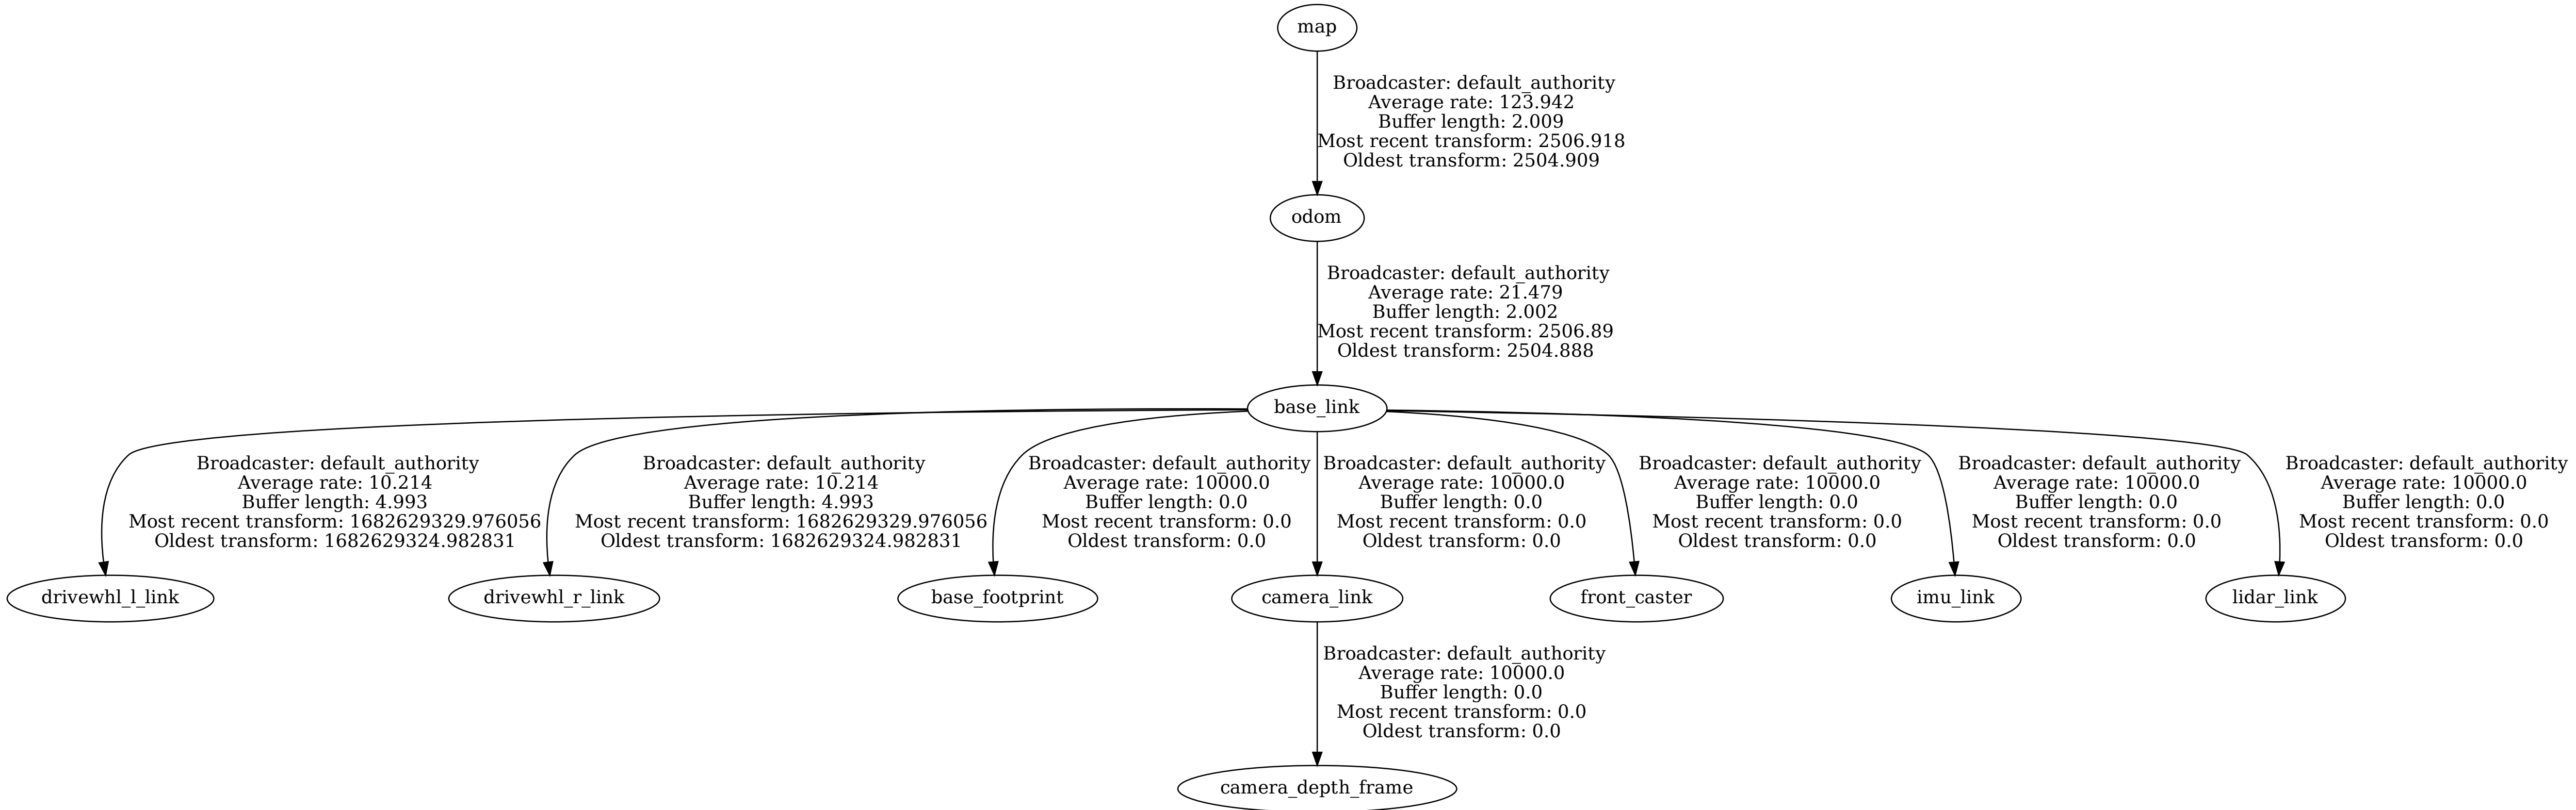 map
Broadcaster: default_authority
Average rate: 123.942
Buffer length: 2.009
Most recent transform: 2506.918
Oldest transform: 2504.909
odom
Broadcaster: default_authority
Average rate: 21.479
Buffer length: 2.002
Most recent transform: 2506.89
Oldest transform: 2504.888
base_link
Broadcaster: default_authority
Average rate: 10.214
Buffer length: 4.993
Most recent transform: 1682629329.976056
Oldest transform: 1682629324.982831
Broadcaster: default_authority
Average rate: 10.214
Buffer length: 4.993
Most recent transform: 1682629329.976056
Oldest transform: 1682629324.982831
Broadcaster: default_authority
Average rate: 10000.0
Buffer length: 0.0
Most recent transform: 0.0
Oldest transform: 0.0
Broadcaster: default_authority
Average rate: 10000.0
Buffer length: 0.0
Most recent transform: 0.0
Oldest transform: 0.0
Broadcaster: default_authority
Average rate: 10000.0
Buffer length: 0.0
Most recent transform: 0.0
Oldest transform: 0.0
Broadcaster: default_authority
Average rate: 10000.0
Buffer length: 0.0
Most recent transform: 0.0
Oldest transform: 0.0
Broadcaster: default_authority
Average rate: 10000.0
Buffer length: 0.0
Most recent transform: 0.0
Oldest transform: 0.0
drivewhl_l_link
drivewhl_r_link
base_footprint
camera_link
front_caster
imu_link
lidar_link
Broadcaster: default_authority
Average rate: 10000.0
Buffer length: 0.0
Most recent transform: 0.0
Oldest transform: 0.0
camera_depth_frame